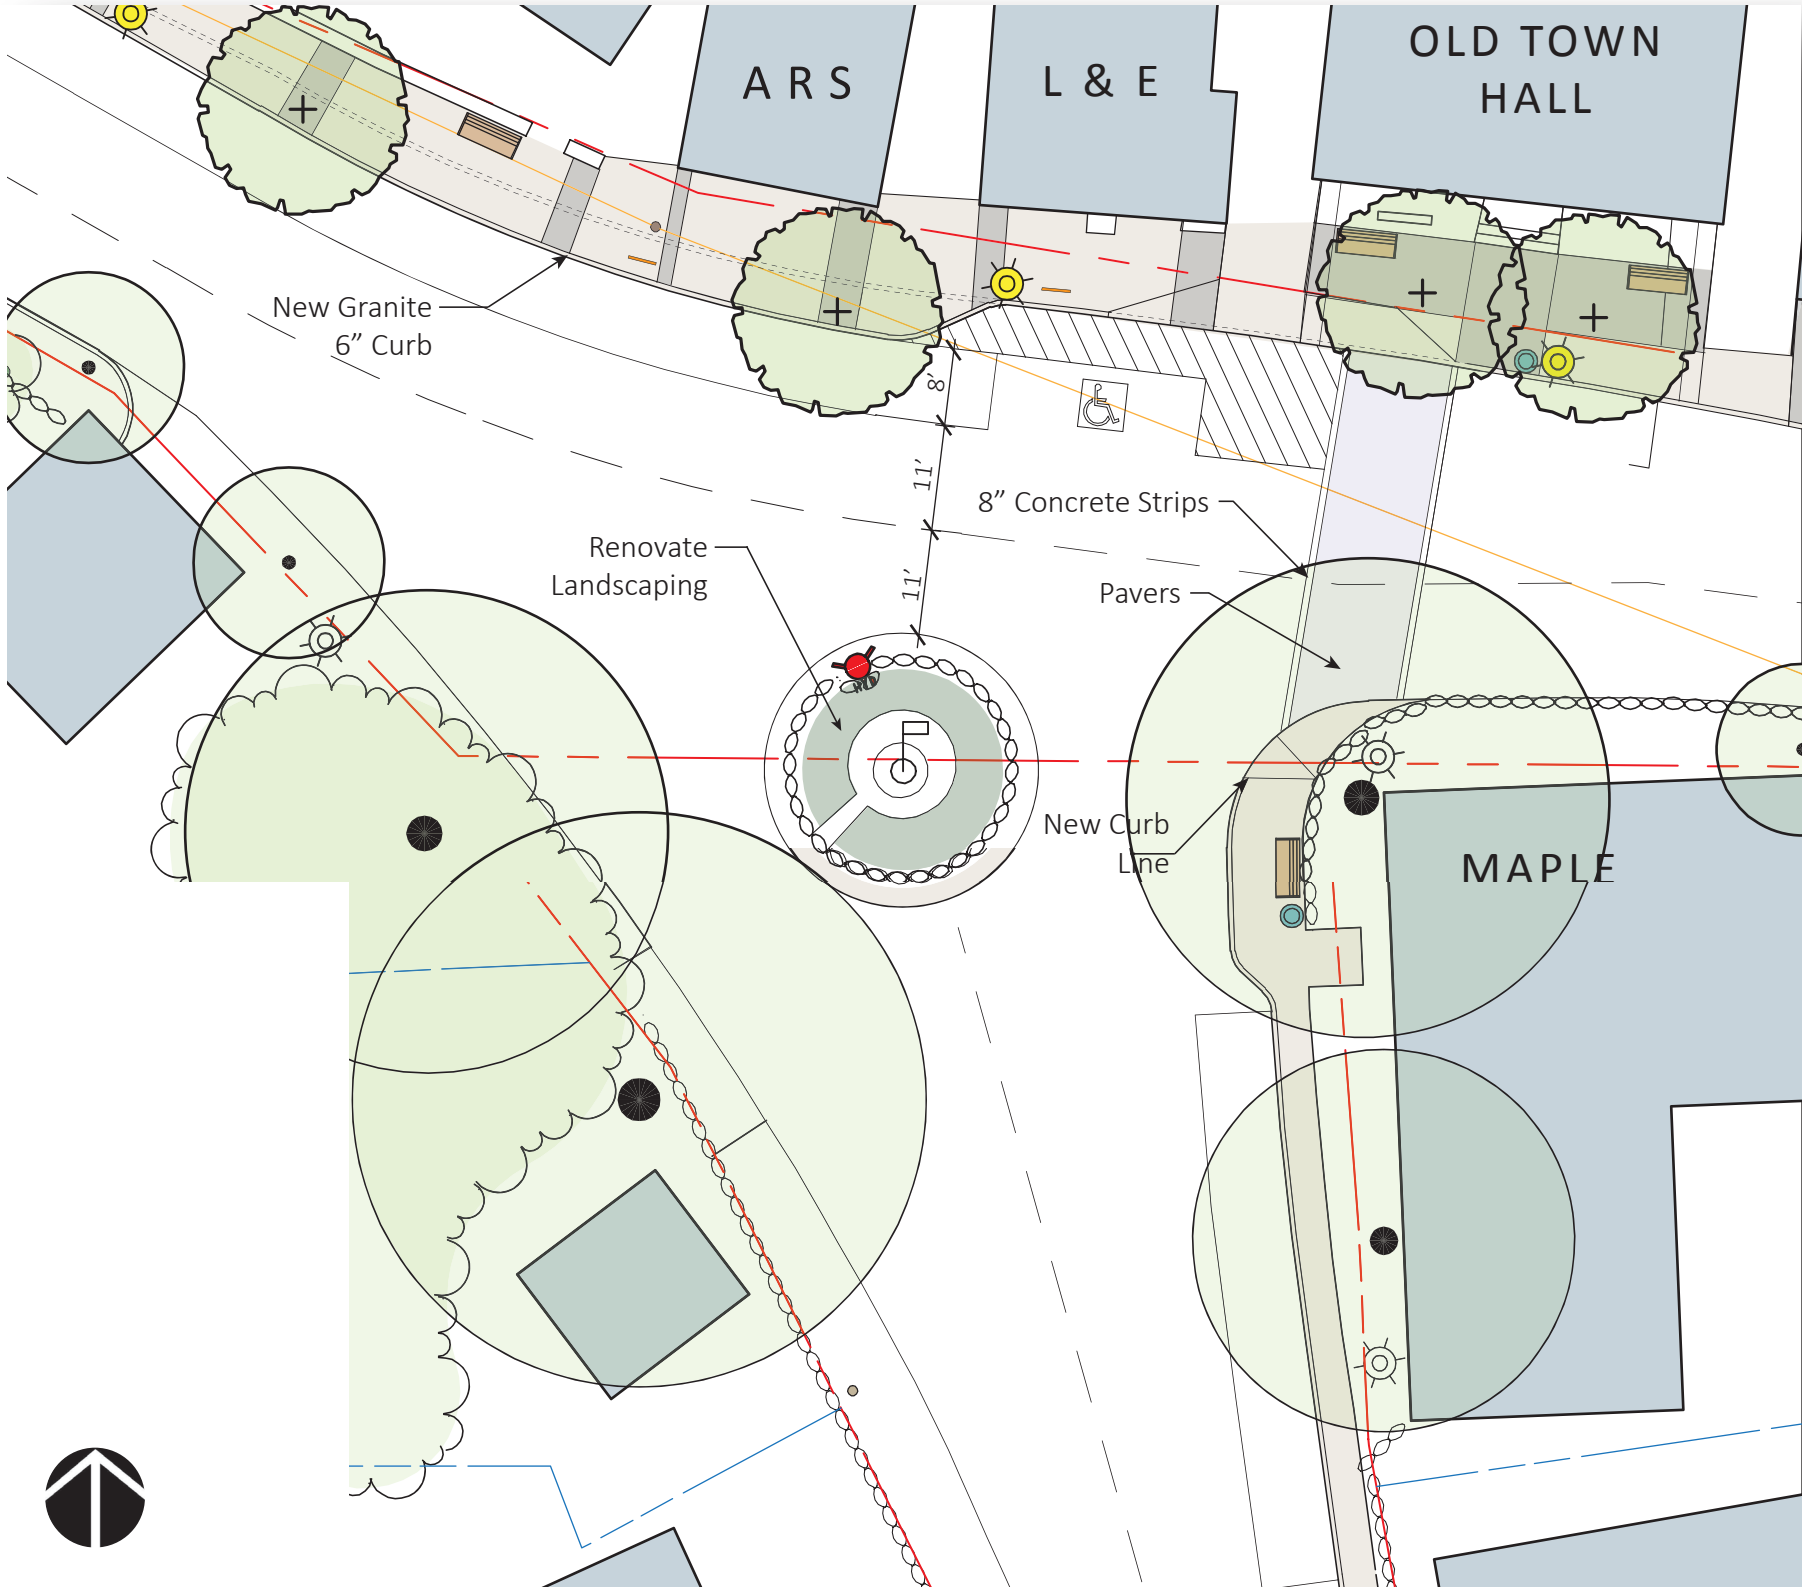 OLD TOWN
HALL
A R S
L & E
New Granite
6” Curb
8’
11’
8” Concrete Strips
Renovate
Landscaping
11’
Pavers
New Curb
Line
MAPLE